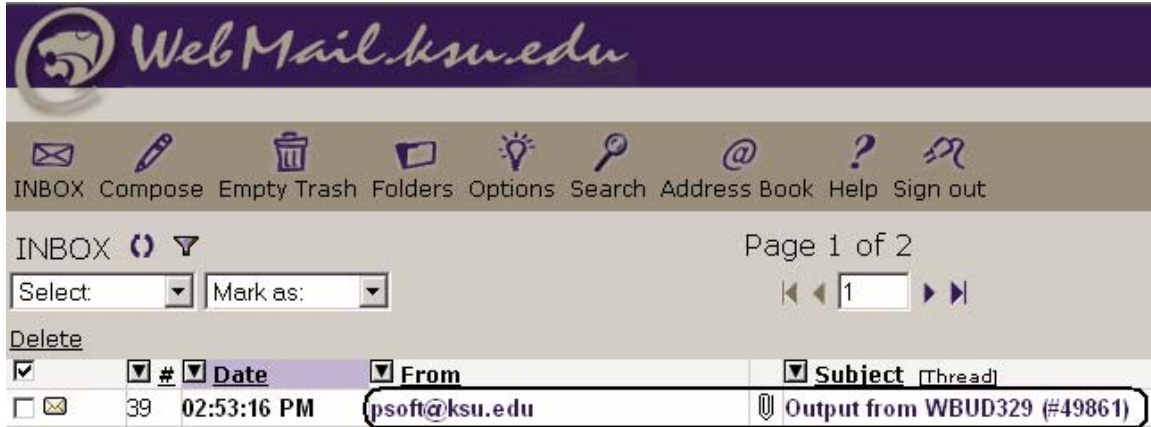 WebMail.ksu.edu
INBOX Compose Empty Trash Folders Options Search Address Book Help Sign out
INBOX Page 1 of 2
Select: Mark as: 1
Delete
# Date From Subject [Thread]
39 02:53:16 PM psoft@ksu.edu Output from WBUD329 (#49861)